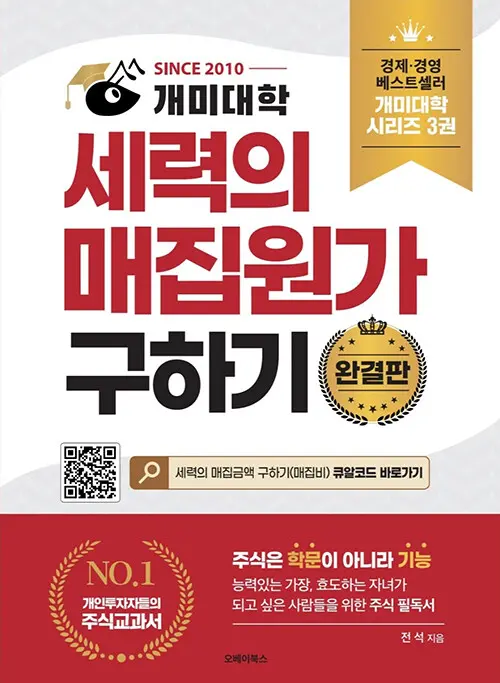 SINCE 2010
개미대학
경제·경영
베스트셀러
개미대학
시리즈 3권
세력의
매집원가
구하기
완결판
세력의 매집금액 구하기(매집비) 큐알코드 바로가기
NO.1
개인투자자들의
주식교과서
주식은 학문이 아니라 기능
능력있는 가장, 효도하는 자녀가
되고 싶은 사람들을 위한 주식 필독서
전 석 지음
오베이북스